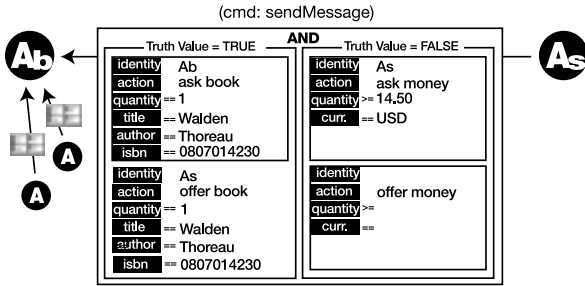 (cmd: sendMessage)
AND
Ab
As
Truth Value = TRUE
identity Ab
action ask book
quantity == 1
title == Walden
author == Thoreau
isbn == 0807014230
identity As
action offer book
quantity == 1
title == Walden
author == Thoreau
isbn == 0807014230
Truth Value = FALSE
identity As
action ask money
quantity >= 14.50
curr. == USD
identity
action offer money
quantity >=
curr. ==
A
A